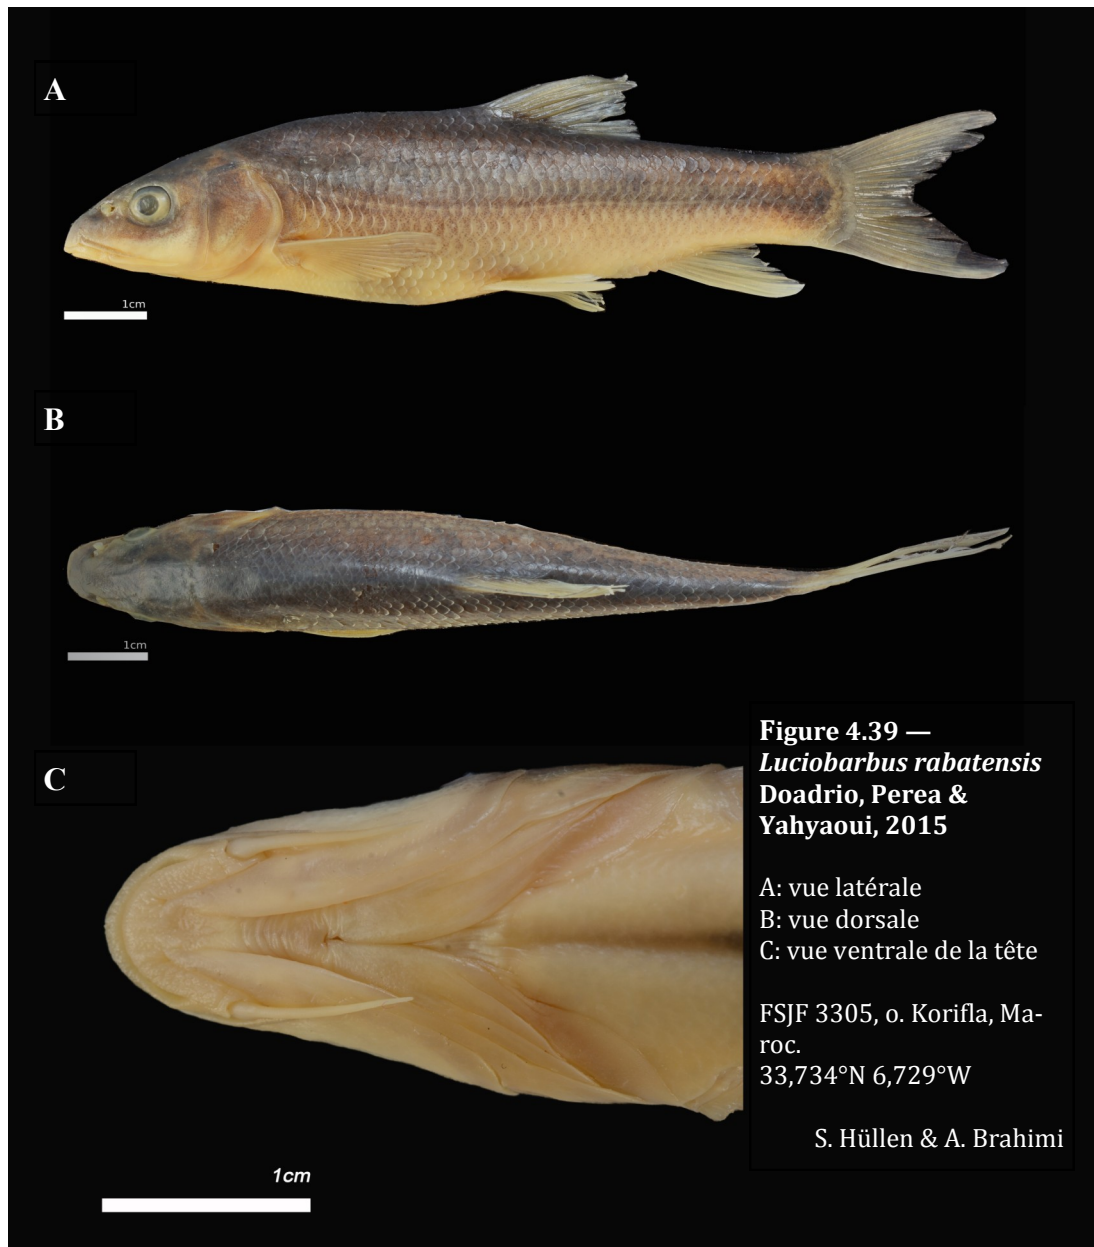 A
1cm
B
1cm
C
Figure 4.39 —
Luciobarbus rabatensis
Doadrio, Perea &
Yahyaoui, 2015
A: vue latérale
B: vue dorsale
C: vue ventrale de la tête
FSJF 3305, o. Korifla, Ma-
roc.
33,734°N 6,729°W
S. Hüllen & A. Brahimi
1cm